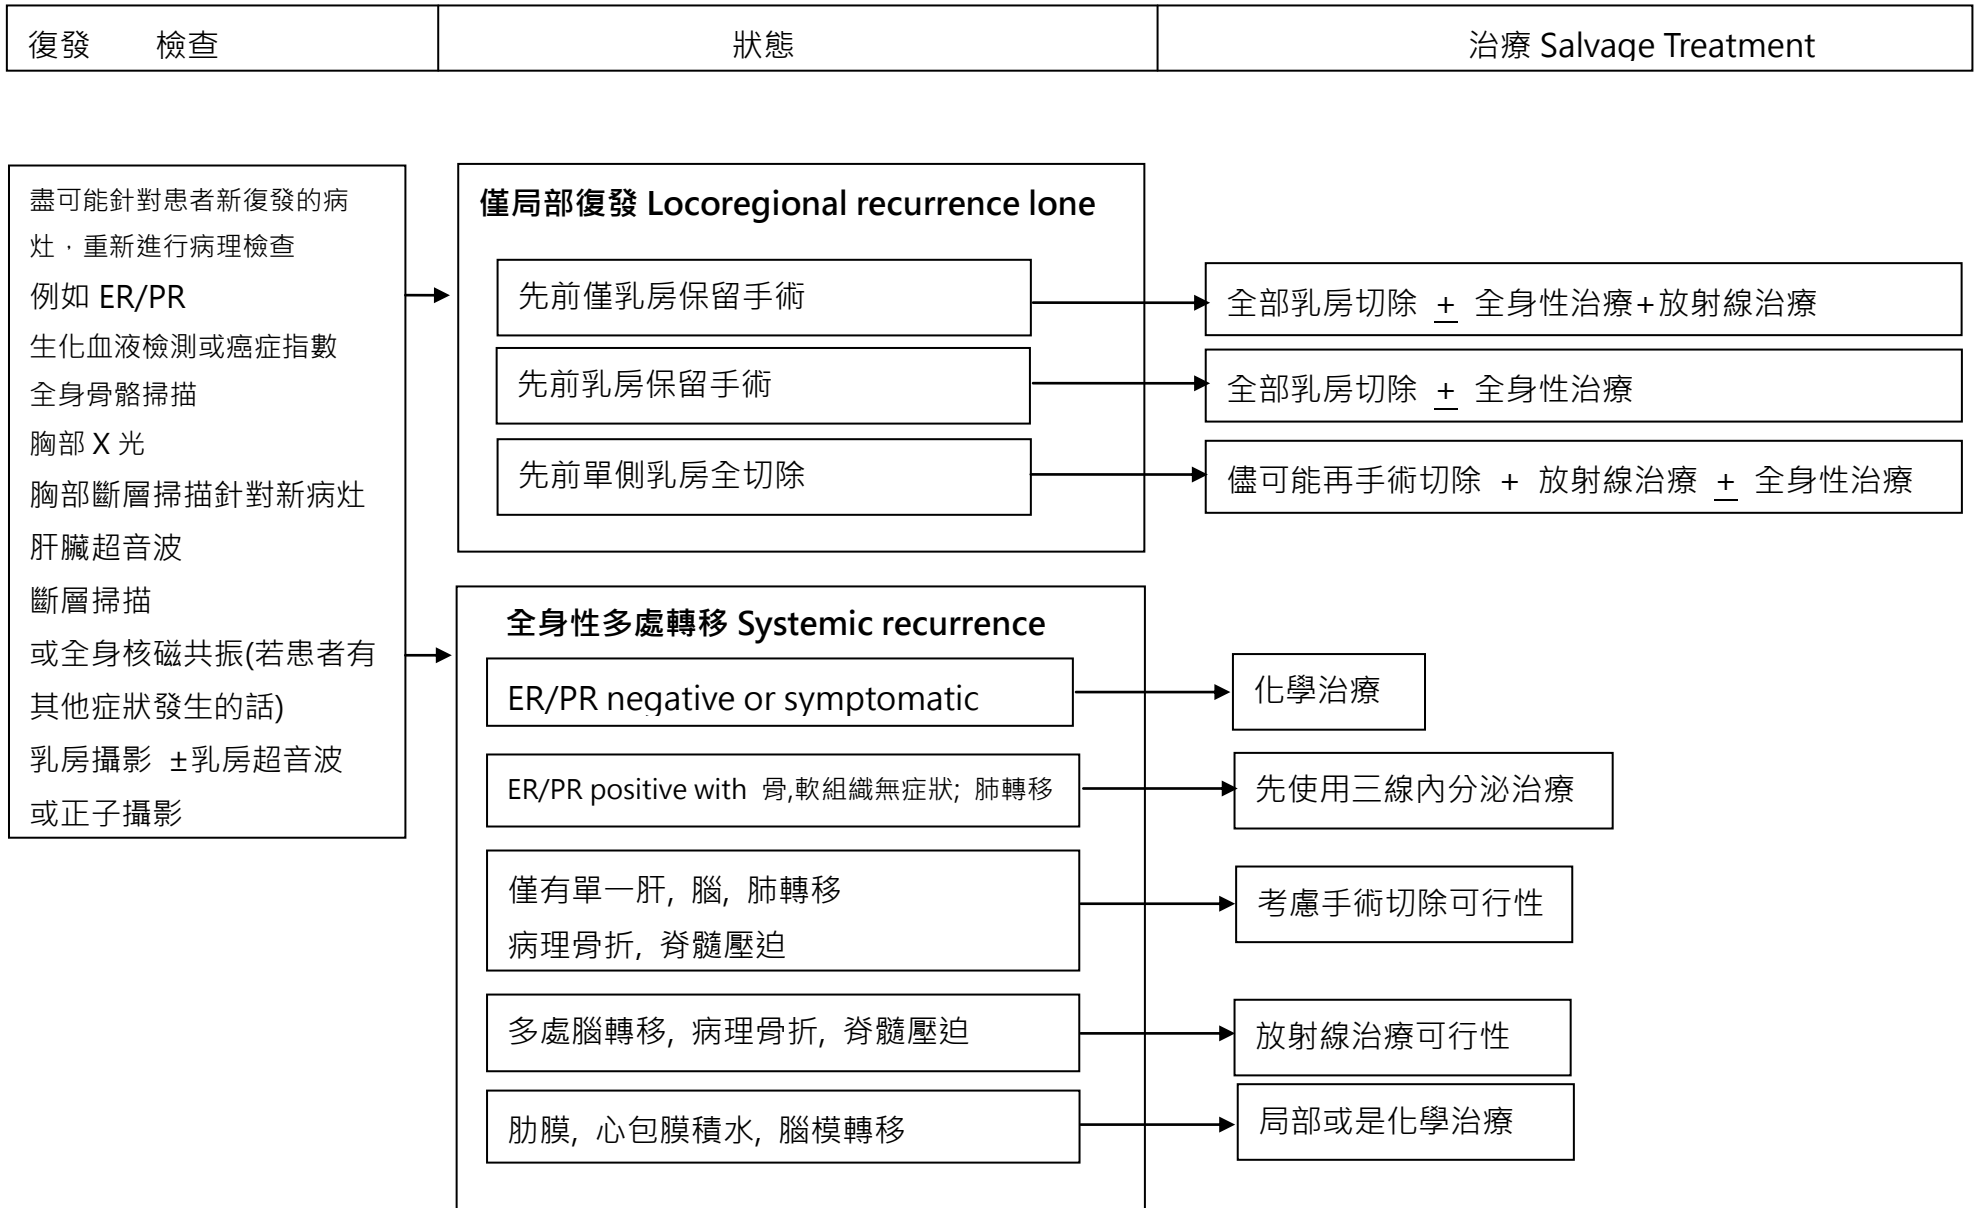 復發 檢查 狀態 治療 Salvage Treatment
盡可能針對患者新復發的病
灶，重新進行病理檢查
例如 ER/PR
生化血液檢測或癌症指數
全身骨骼掃描
胸部 X 光
胸部斷層掃描針對新病灶
肝臟超音波
斷層掃描
或全身核磁共振(若患者有
其他症狀發生的話)
乳房攝影 ±乳房超音波
或正子攝影
僅局部復發 Locoregional recurrence lone
先前僅乳房保留手術
全部乳房切除 + 全身性治療+放射線治療
先前乳房保留手術
全部乳房切除 + 全身性治療
先前單側乳房全切除
儘可能再手術切除 + 放射線治療 + 全身性治療
全身性多處轉移 Systemic recurrence
ER/PR negative or symptomatic
化學治療
ER/PR positive with 骨,軟組織無症狀; 肺轉移
先使用三線內分泌治療
僅有單一肝, 腦, 肺轉移
病理骨折, 脊髓壓迫
考慮手術切除可行性
多處腦轉移, 病理骨折, 脊髓壓迫
放射線治療可行性
肋膜, 心包膜積水, 腦模轉移
局部或是化學治療